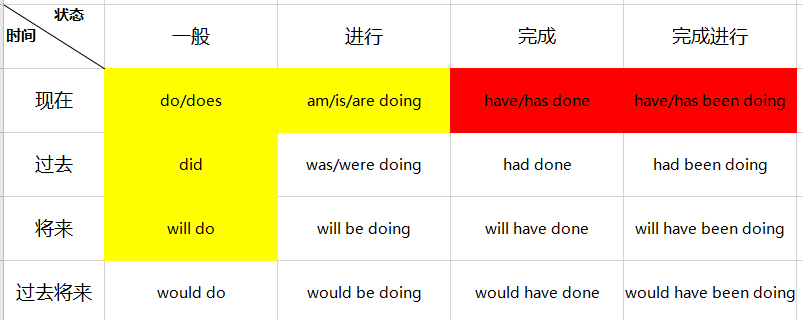 状态
时间
一般 进行 完成 完成进行
现在 do/does am/is/are doing have/has done have/has been doing
过去 did was/were doing had done had been doing
将来 will do will be doing will have done will have been doing
过去将来 would do would be doing would have done would have been doing